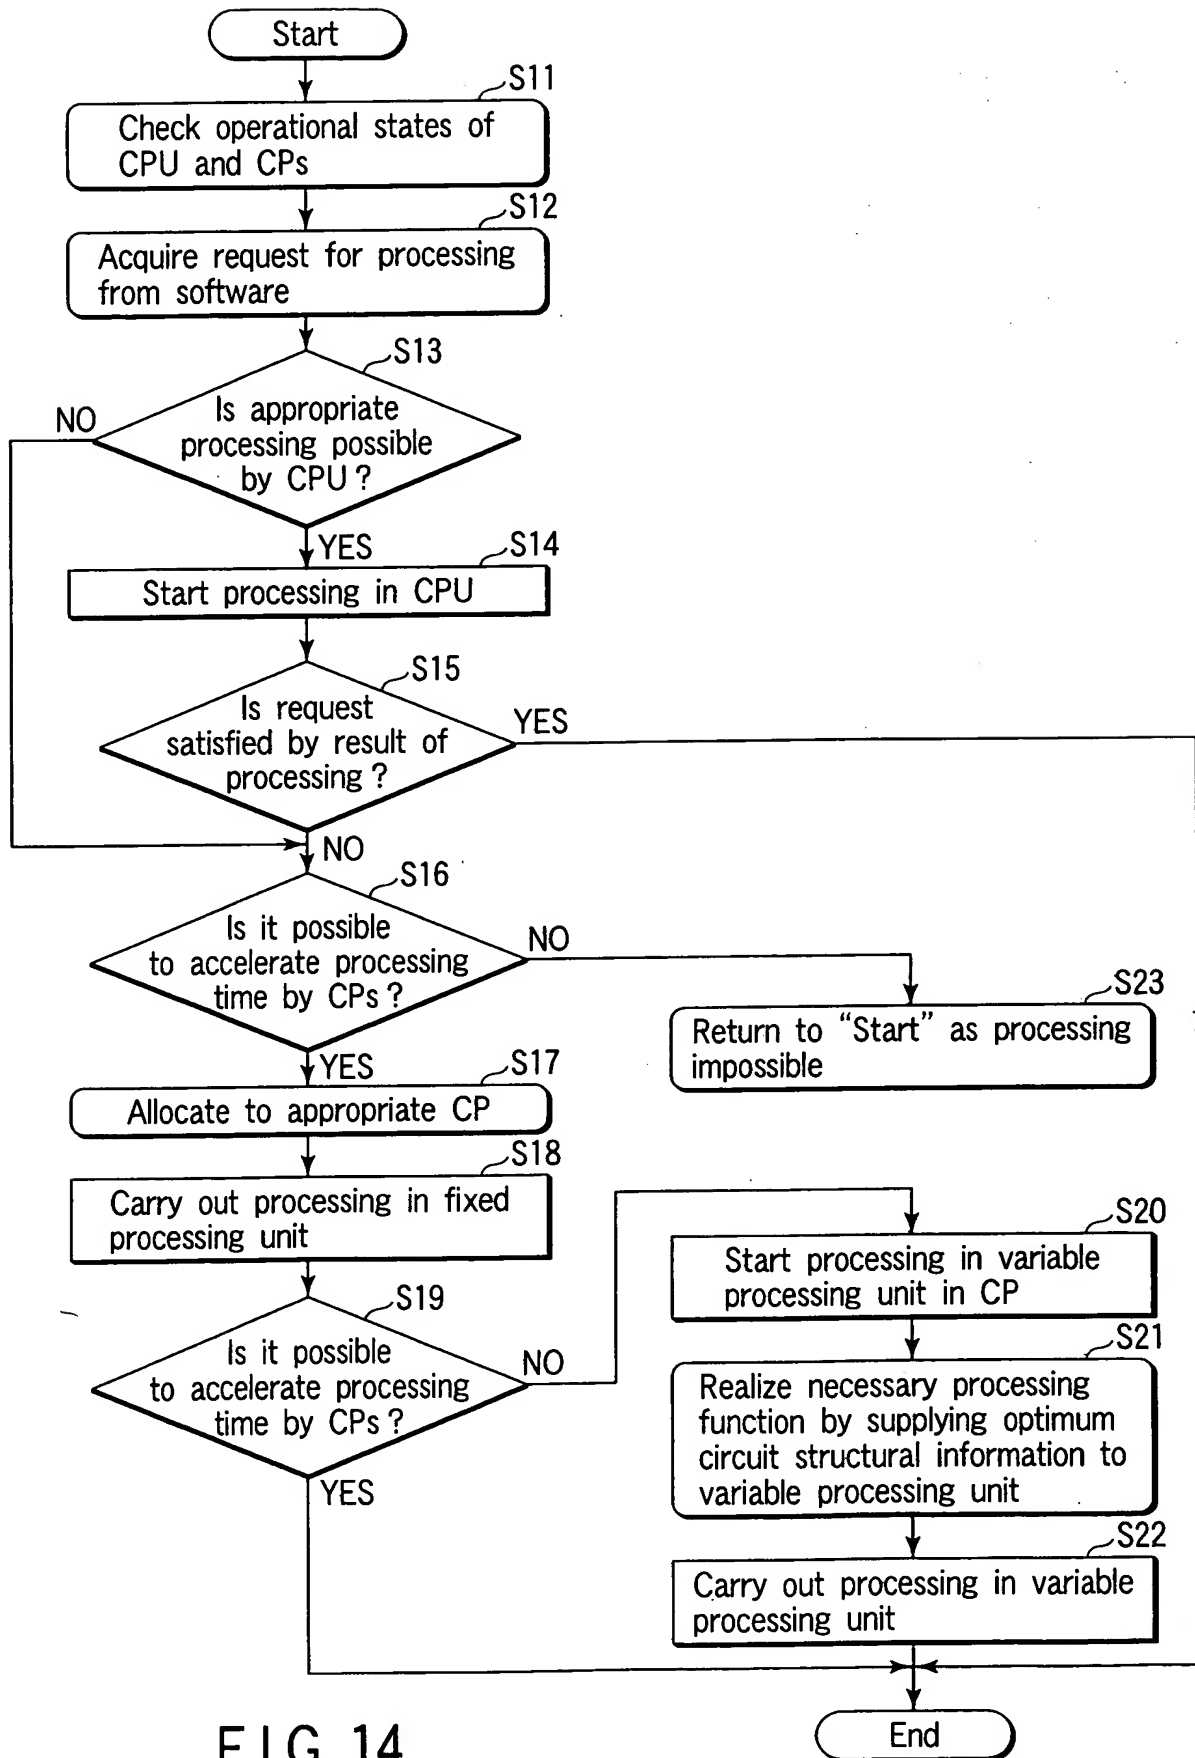 Start
S11
Check operational states of
CPU and CPs
S12
Acquire request for processing
from software
S13
Is appropriate
processing possible
by CPU?
NO
YES
S14
Start processing in CPU
S15
Is request
satisfied by result of
processing?
YES
NO
S16
Is it possible
to accelerate processing
time by CPs?
NO
S23
Return to “Start” as processing
impossible
YES
S17
Allocate to appropriate CP
S18
Carry out processing in fixed
processing unit
S19
Is it possible
to accelerate processing
time by CPs?
NO
YES
S20
Start processing in variable
processing unit in CP
S21
Realize necessary processing
function by supplying optimum
circuit structural information to
variable processing unit
S22
Carry out processing in variable
processing unit
End
FIG. 14